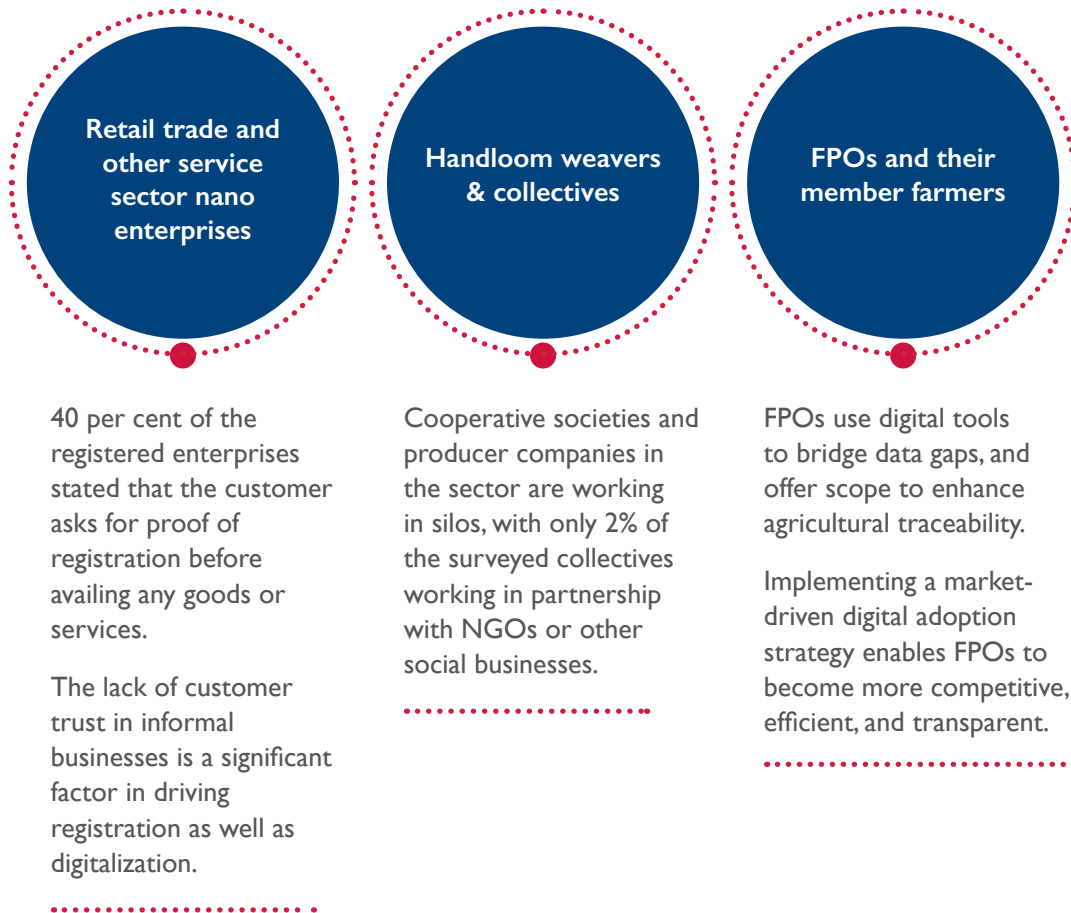 Retail trade and
other service
sector nano
enterprises
40 per cent of the
registered enterprises
stated that the customer
asks for proof of
registration before
availing any goods or
services.
The lack of customer
trust in informal
businesses is a significant
factor in driving
registration as well as
digitalization.
Handloom weavers
& collectives
Cooperative societies and
producer companies in
the sector are working
in silos, with only 2% of
the surveyed collectives
working in partnership
with NGOs or other
social businesses.
FPOs and their
member farmers
FPOs use digital tools
to bridge data gaps, and
offer scope to enhance
agricultural traceability.
Implementing a market-
driven digital adoption
strategy enables FPOs to
become more competitive,
efficient, and transparent.